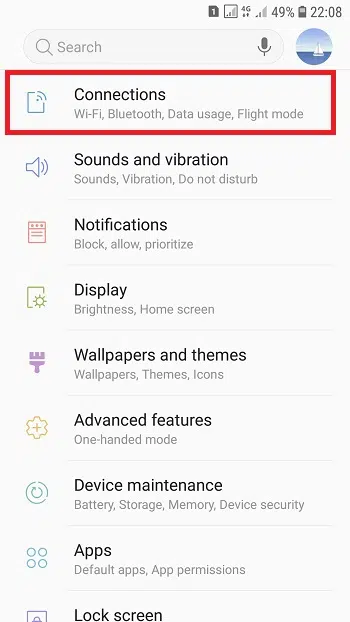 1 4G 49% 22:08
Search
Connections
Wi-Fi, Bluetooth, Data usage, Flight mode
Sounds and vibration
Sounds, Vibration, Do not disturb
Notifications
Block, allow, prioritize
Display
Brightness, Home screen
Wallpapers and themes
Wallpapers, Themes, Icons
Advanced features
One-handed mode
Device maintenance
Battery, Storage, Memory, Device security
Apps
Default apps, App permissions
Lock screen